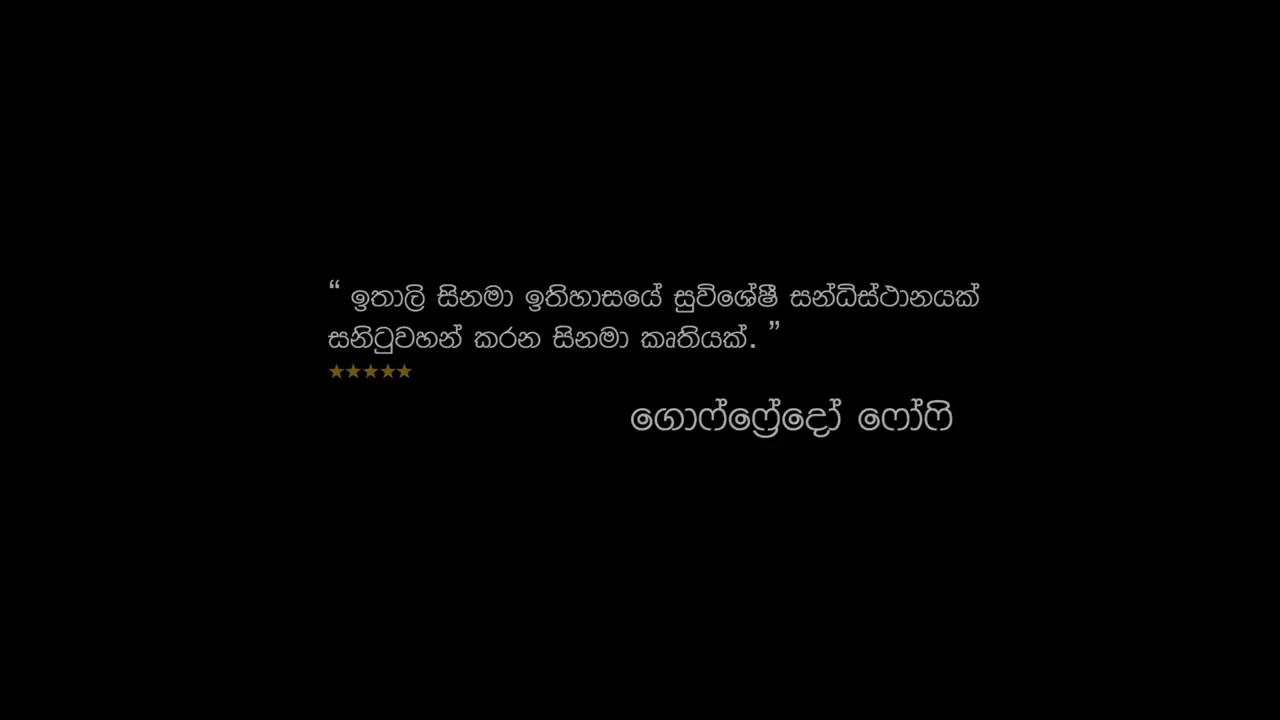 “ ඉතාලි සිනමා ඉතිහාසයේ සුවිශේෂී සන්ධිස්ථානයක්
සනිටුවහන් කරන සිනමා කෘතියක්. ”
★★★★★
ගොෆ්ෆ්‍රේදෝ ෆෝෆි